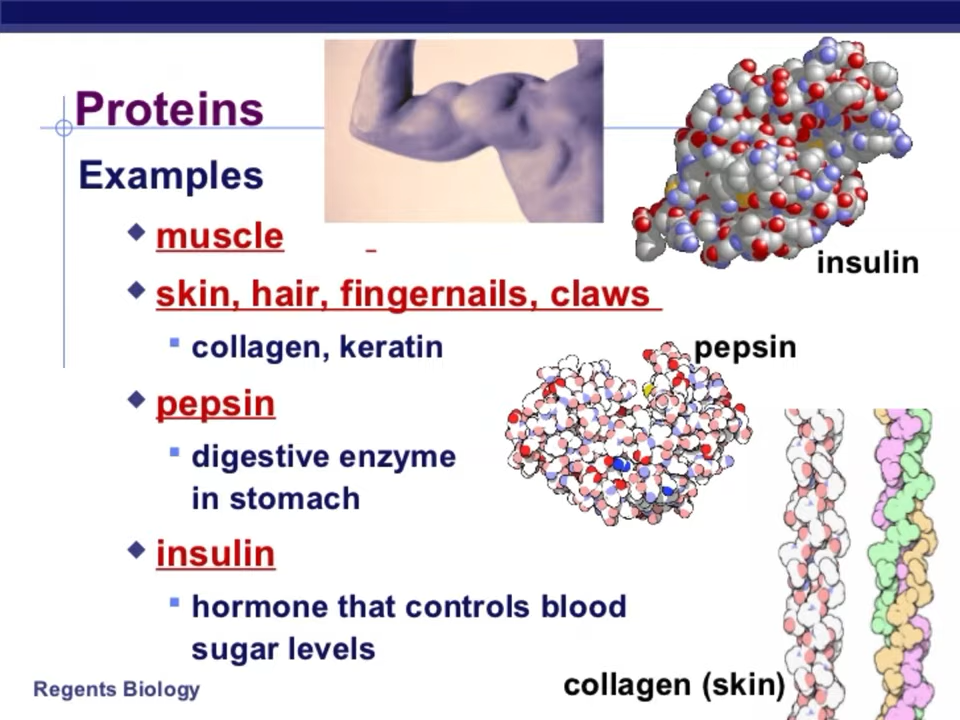 Proteins
Examples
muscle
skin, hair, fingernails, claws
collagen, keratin
pepsin
digestive enzyme
in stomach
insulin
hormone that controls blood
sugar levels
insulin
pepsin
collagen (skin)
Regents Biology